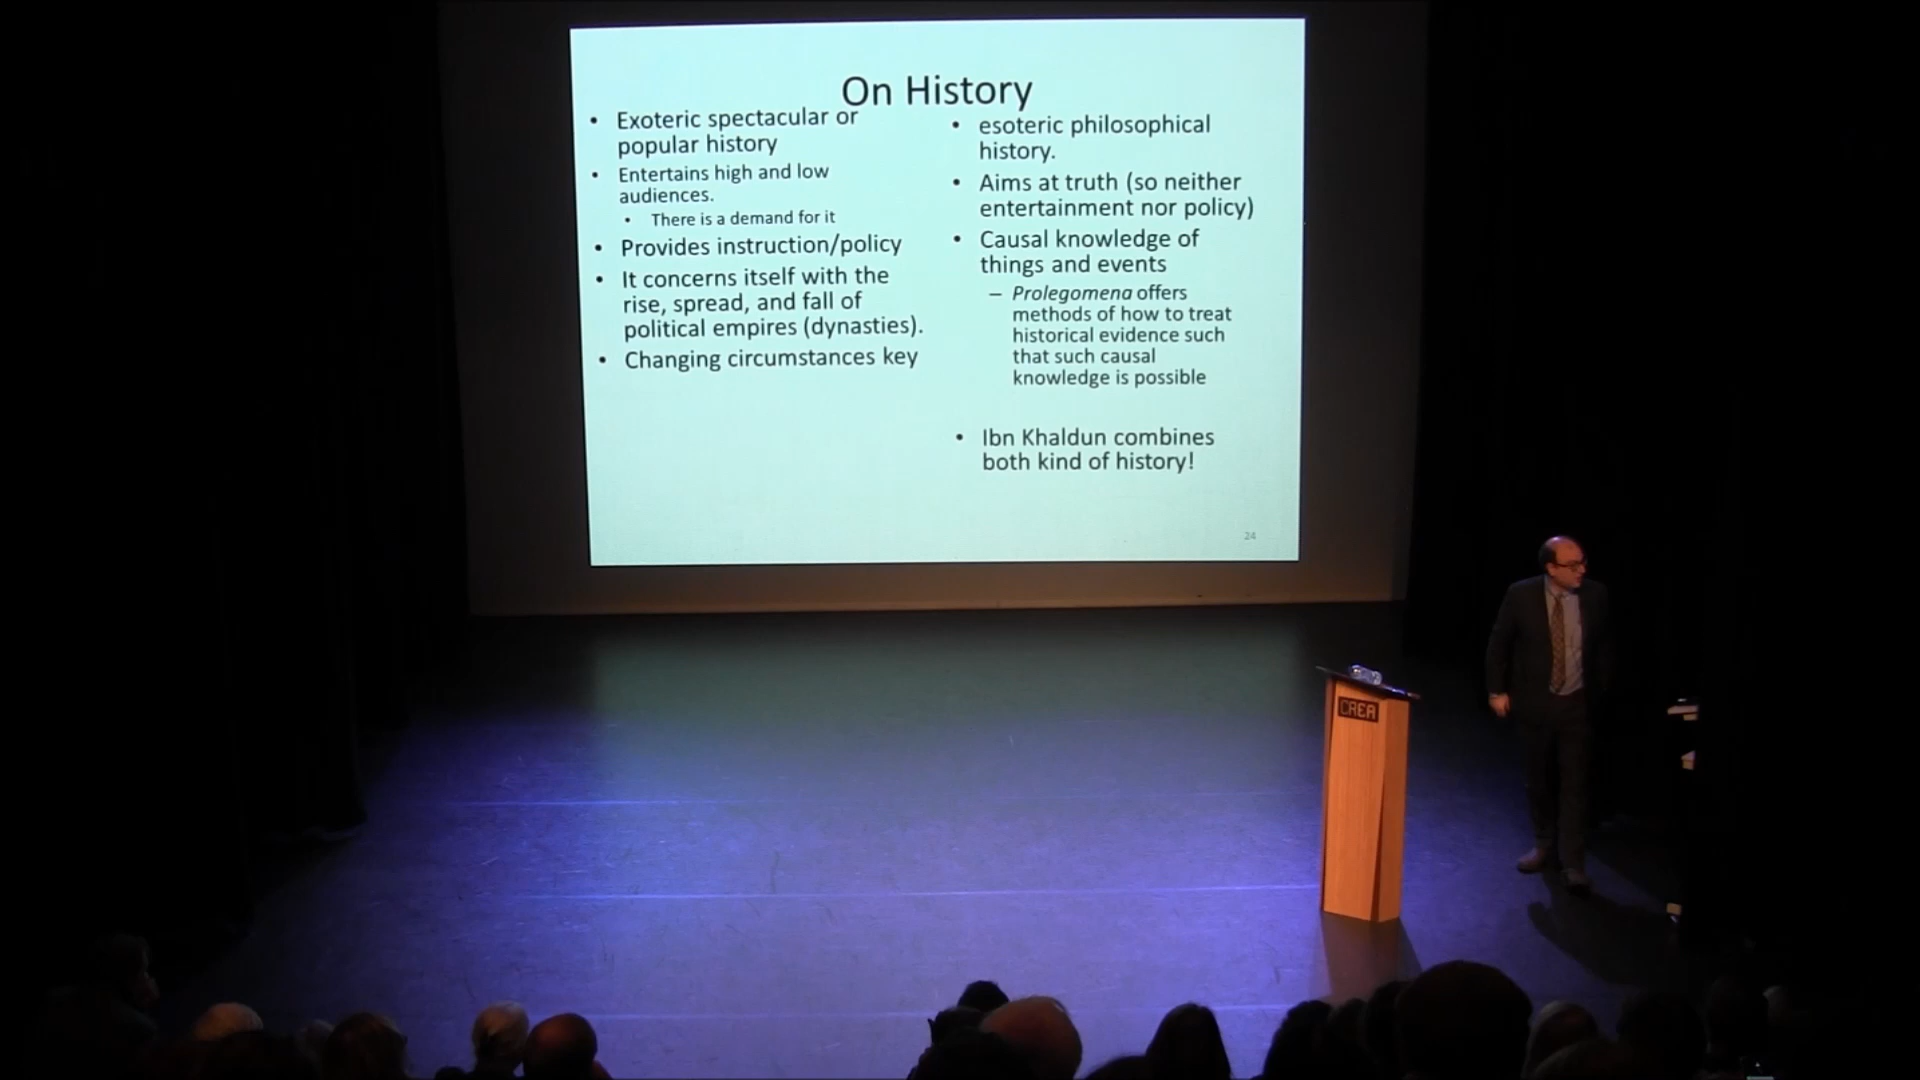 On History
• Exoteric spectacular or
popular history
• Entertains high and low
audiences.
• There is a demand for it
• Provides instruction/policy
• It concerns itself with the
rise, spread, and fall of
political empires (dynasties).
• Changing circumstances key
• esoteric philosophical
history.
• Aims at truth (so neither
entertainment nor policy)
• Causal knowledge of
things and events
– Prolegomena offers
methods of how to treat
historical evidence such
that such causal
knowledge is possible
• Ibn Khaldun combines
both kind of history!
24
CREA